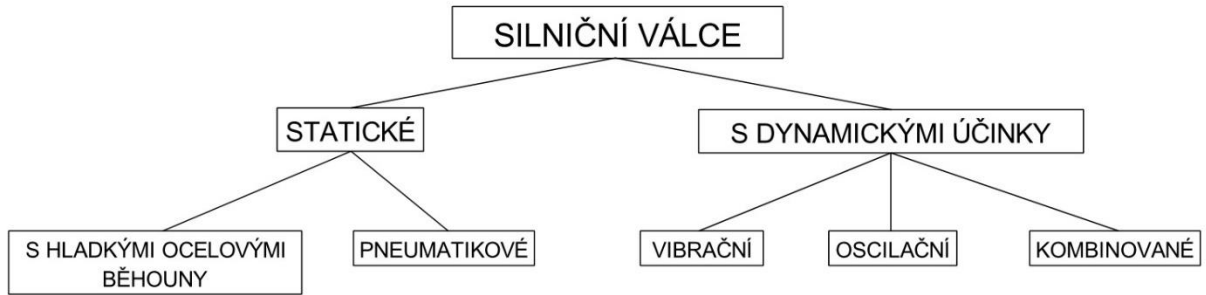 SILNIČNÍ VÁLCE
STATICKÉ
S DYNAMICKÝMI ÚČINKY
S HLADKÝMI OCELOVÝMI
BĚHOUNY
PNEUMATIKOVÉ
VIBRAČNÍ
OSCILAČNÍ
KOMBINOVANÉ